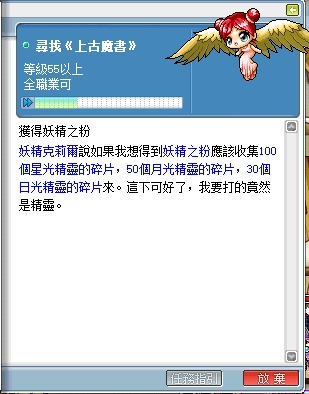 尋找《上古魔書》
等級55以上
全職業可
獲得妖精之粉
妖精克莉爾說如果我想得到妖精之粉應該收集100
個星光精靈的碎片，50個月光精靈的碎片，30個
日光精靈的碎片來。這下可好了，我要打的竟然
是精靈。
任務指引
放棄